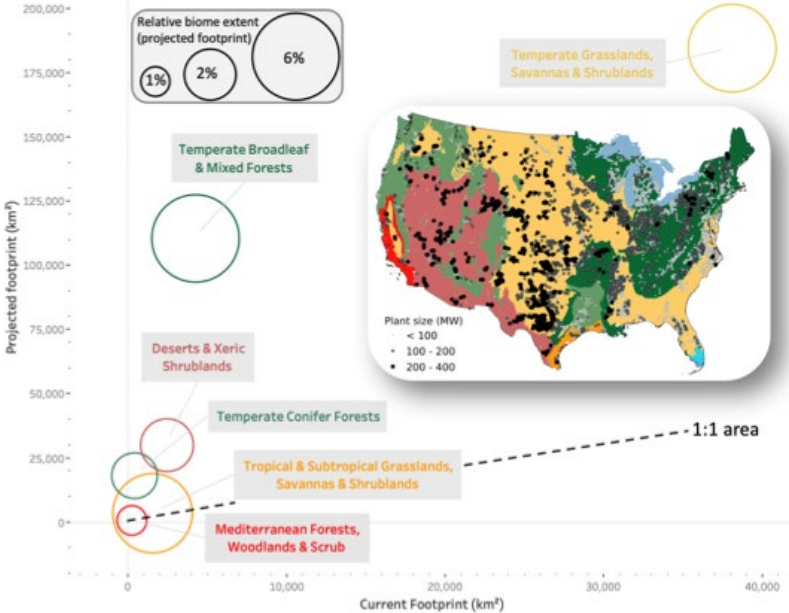 200,000
175,000
150,000
125,000
100,000
75,000
50,000
25,000
0
Projected footprint (km²)
Relative biome extent
(projected footprint)
1%
2%
6%
Temperate Grasslands,
Savannas & Shrublands
Temperate Broadleaf
& Mixed Forests
Plant size (MW)
< 100
100 - 200
200 - 400
Deserts & Xeric
Shrublands
Temperate Conifer Forests
1:1 area
Tropical & Subtropical Grasslands,
Savannas & Shrublands
Mediterranean Forests,
Woodlands & Scrub
0
10,000
20,000
30,000
40,000
Current Footprint (km²)